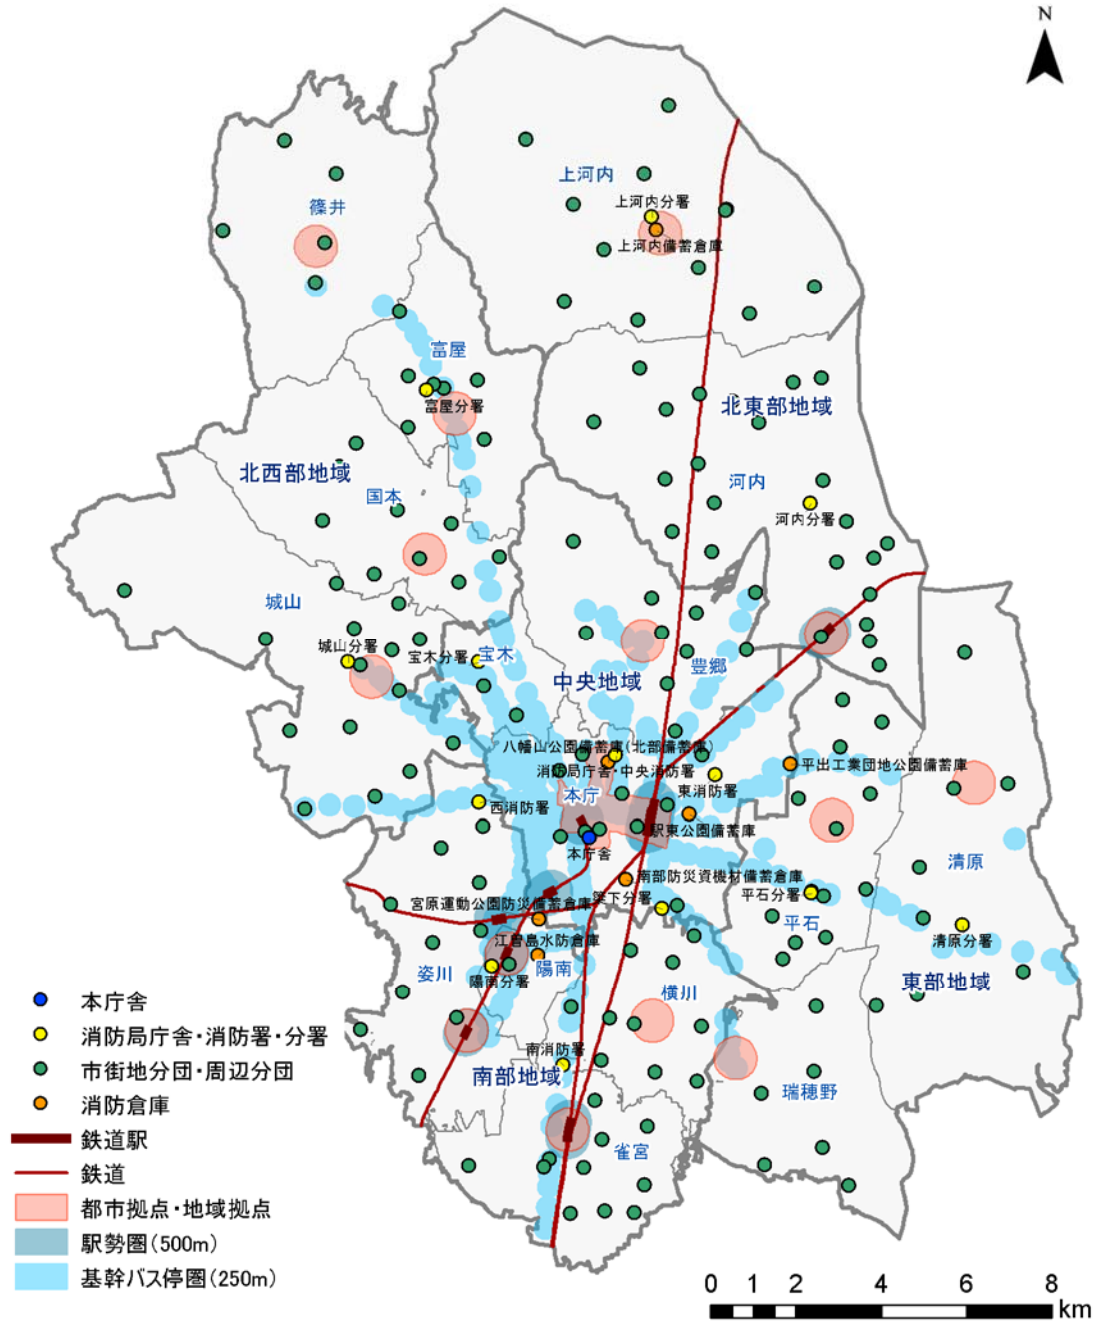 N
上河内
上河内分署
篠井
上河内備蓄倉庫
富屋
富屋分署
北東部地域
北西部地域
河内
国本
河内分署
城山
城山分署
宝木分署
宝木
豊郷
中央地域
八幡山公園備蓄庫(北部備蓄庫)
消防局庁舎・中央消防署
平出工業団地公園備蓄庫
東消防署
本庁
西消防署
駅東公園備蓄庫
本庁舎
清原
南部防災資機材備蓄倉庫
平石分署
宮原運動公園防災備蓄倉庫
簗下分署
平石
清原分署
江曽島水防倉庫
姿川
陽南
陽南分署
東部地域
横川
南消防署
南部地域
瑞穂野
雀宮
本庁舎
消防局庁舎・消防署・分署
市街地分団・周辺分団
消防倉庫
鉄道駅
鉄道
都市拠点・地域拠点
駅勢圏(500m)
基幹バス停圏(250m)
0 1 2 4 6 8
km